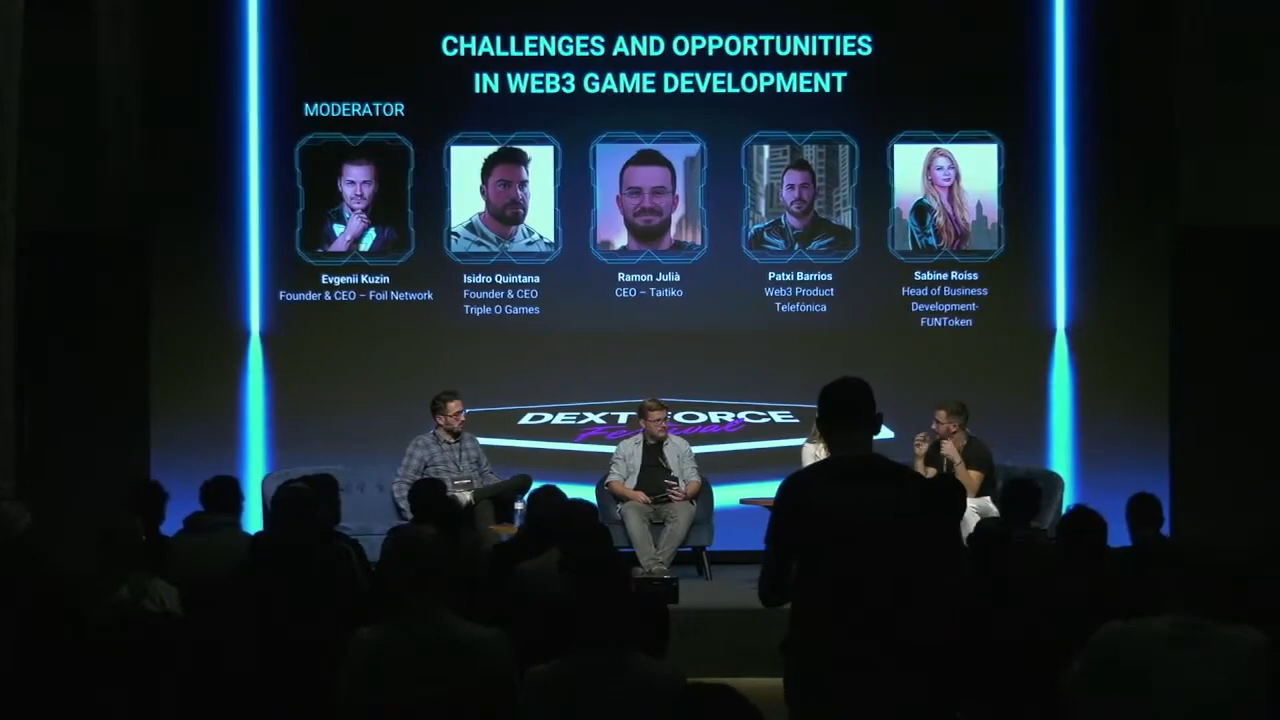 CHALLENGES AND OPPORTUNITIES
IN WEB3 GAME DEVELOPMENT
MODERATOR
Evgenii Kuzin
Founder & CEO – Foil Network
Isidro Quintana
Founder & CEO
Triple O Games
Ramon Julià
CEO – Taitiko
Patxi Barrios
Web3 Product
Telefónica
Sabine Roiss
Head of Business
Development-
FUNToken
DEXT FORCE
Festival